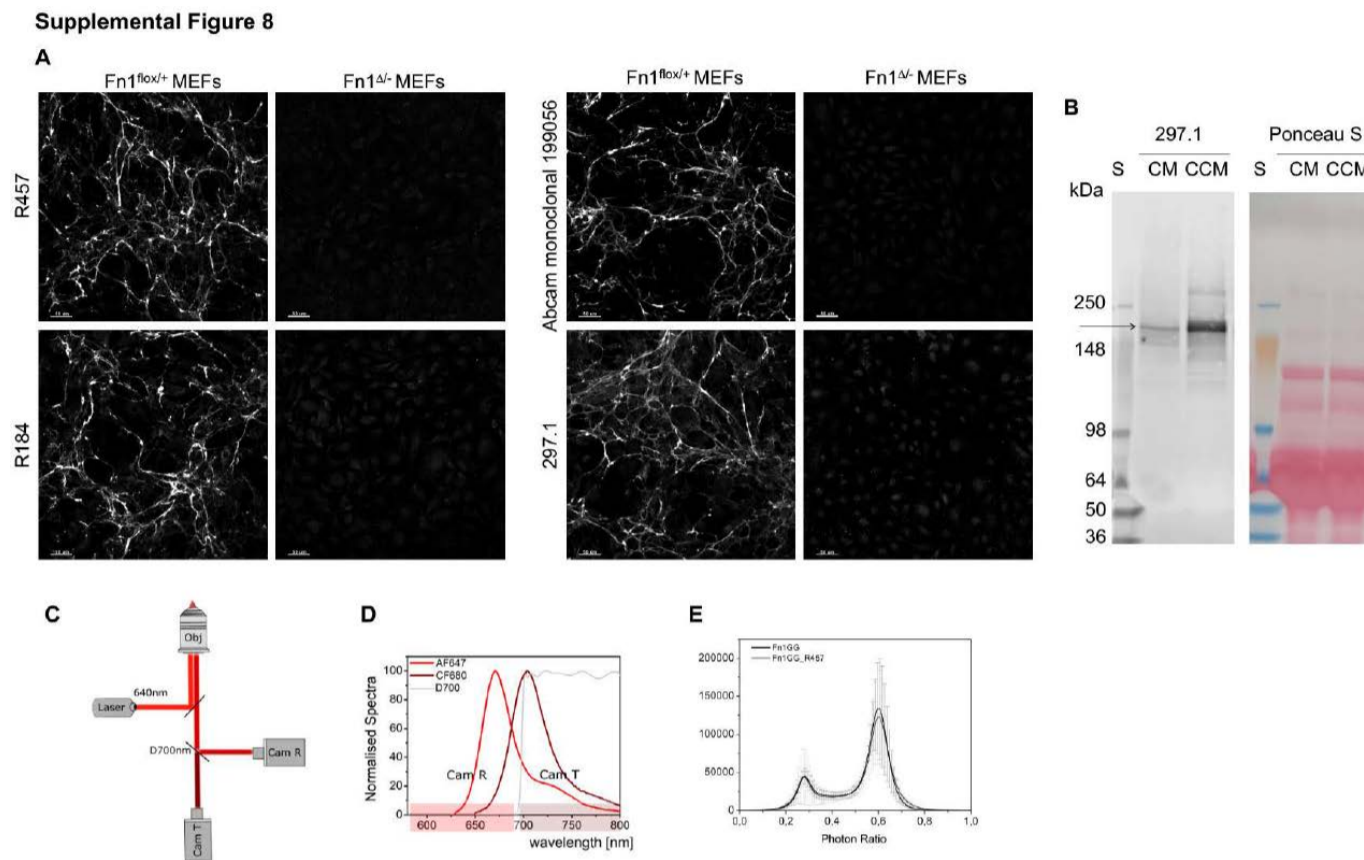 Supplemental Figure 8
A
Fn1flox/+ MEFs
Fn1Δ/- MEFs
Fn1flox/+ MEFs
Fn1Δ/- MEFs
R457
Abcam monoclonal 199056
R184
297.1
B
297.1
Ponceau S
S CM CCM
S CM CCM
kDa
250
148
98
64
50
36
C
Obj
640nm
Laser
D700nm
Cam R
Cam T
D
AF647
CF680
D700
Normalised Spectra
100
80
60
40
20
0
Cam R
Cam T
600 650 700 750 800
wavelength [nm]
E
Fn1GG
Fn1GG_R457
200000
150000
100000
50000
0
0,0 0,2 0,4 0,6 0,8 1,0
Photon Ratio